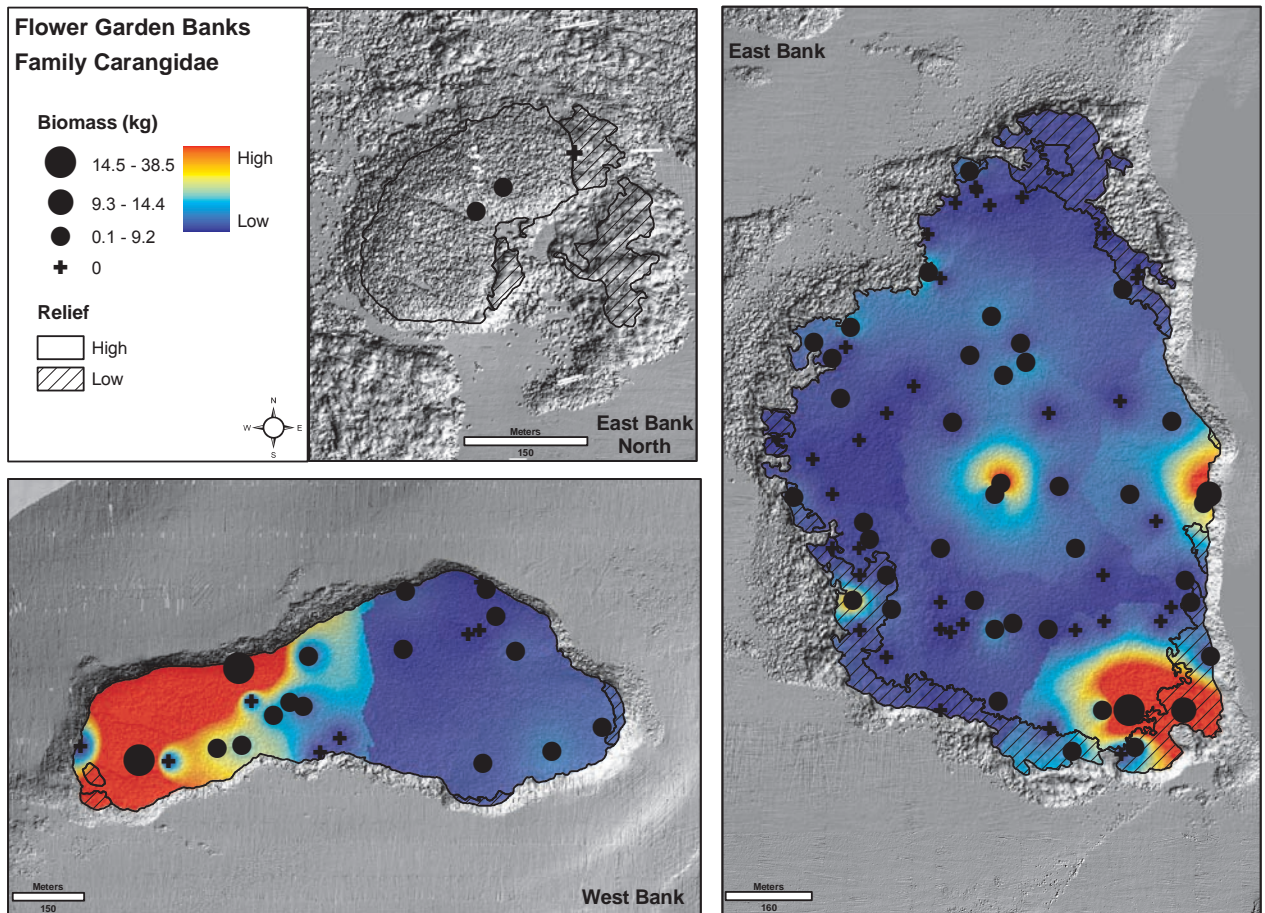 Flower Garden Banks
Family Carangidae
Biomass (kg)
14.5 - 38.5
9.3 - 14.4
0.1 - 9.2
0
High
Low
Relief
High
Low
N
W
E
S
Meters
150
East Bank
North
East Bank
Meters
160
Meters
150
West Bank